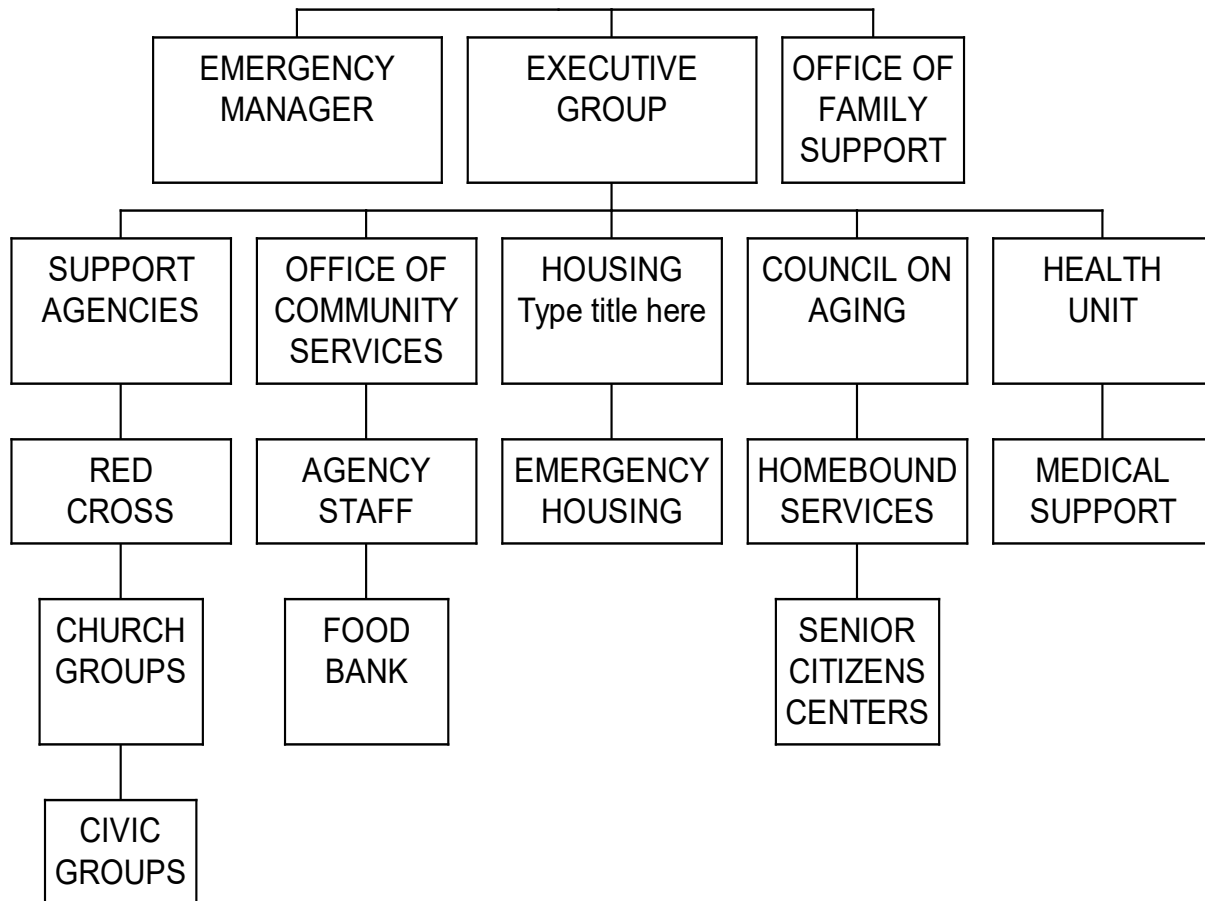 EMERGENCY
MANAGER
EXECUTIVE
GROUP
OFFICE OF
FAMILY
SUPPORT
SUPPORT
AGENCIES
OFFICE OF
COMMUNITY
SERVICES
HOUSING
Type title here
COUNCIL ON
AGING
HEALTH
UNIT
RED
CROSS
AGENCY
STAFF
EMERGENCY
HOUSING
HOMEBOUND
SERVICES
MEDICAL
SUPPORT
CHURCH
GROUPS
FOOD
BANK
SENIOR
CITIZENS
CENTERS
CIVIC
GROUPS